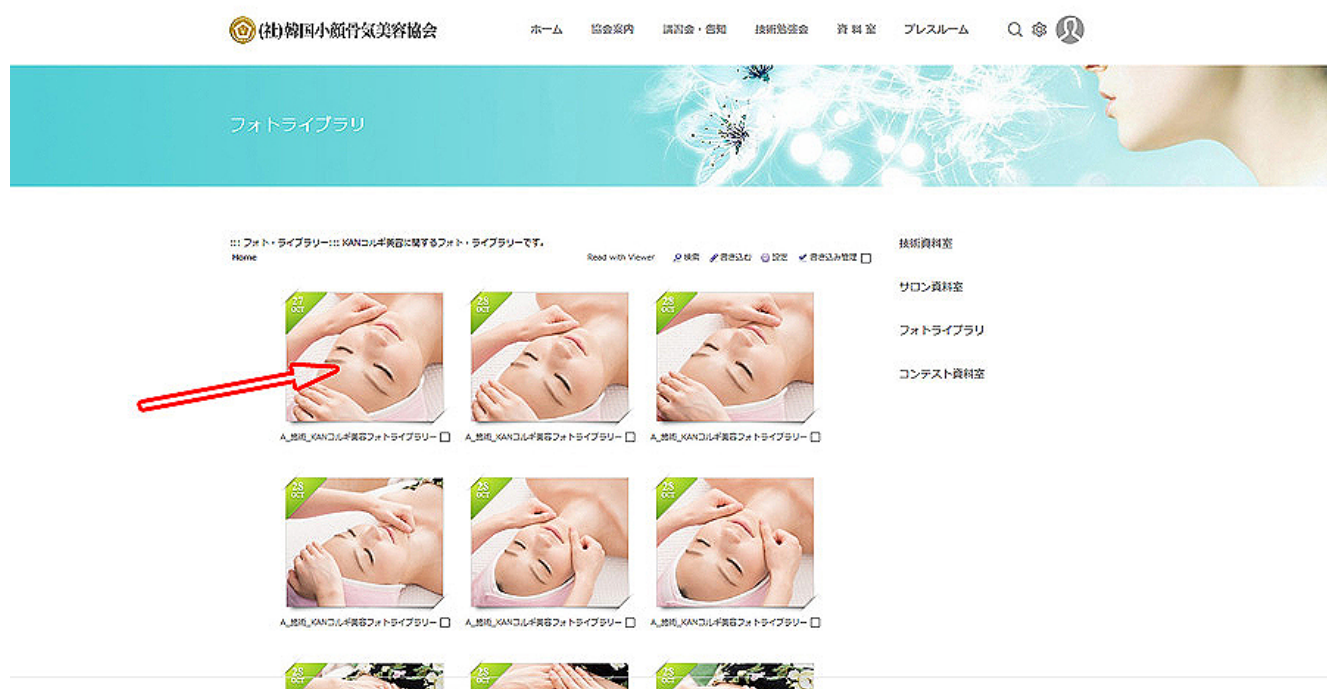 (社)韓国小顔骨気美容協会
ホーム 協会案内 講習会・告知 技術勉強会 資 料 室 プレスルーム
フォトライブラリ
::: フォト・ライブラリー::: KANコルギ美容に関するフォト・ライブラリーです。
Home
Read with Viewer 検索 書き込む 設定 書き込み管理
技術資料室
サロン資料室
フォトライブラリ
コンテスト資料室
27 OCT
28 OCT
28 OCT
A_施術_KANコルギ美容フォトライブラリー
A_施術_KANコルギ美容フォトライブラリー
A_施術_KANコルギ美容フォトライブラリー
28 OCT
28 OCT
28 OCT
A_施術_KANコルギ美容フォトライブラリー
A_施術_KANコルギ美容フォトライブラリー
A_施術_KANコルギ美容フォトライブラリー
28 OCT
28 OCT
28 OCT